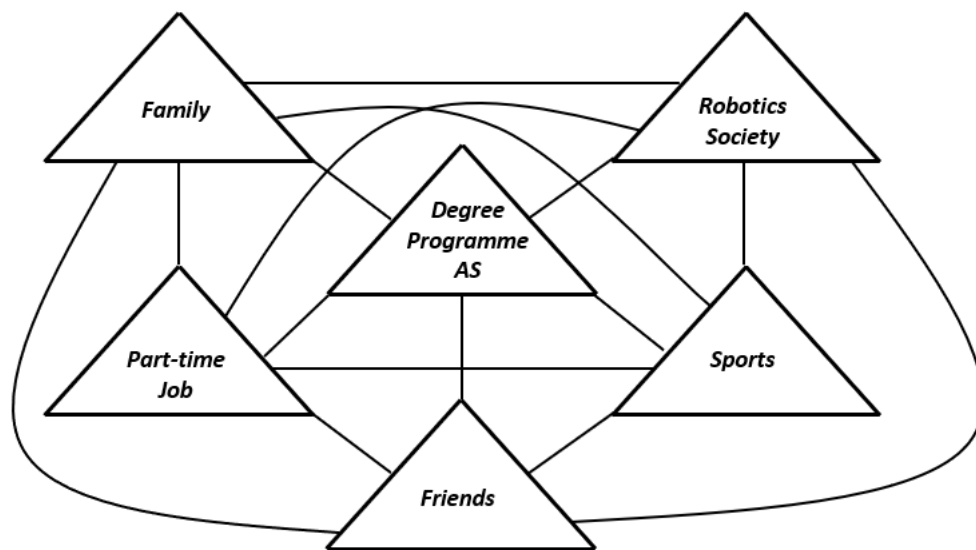 Family
Robotics
Society
Degree
Programme
AS
Part-time
Job
Sports
Friends